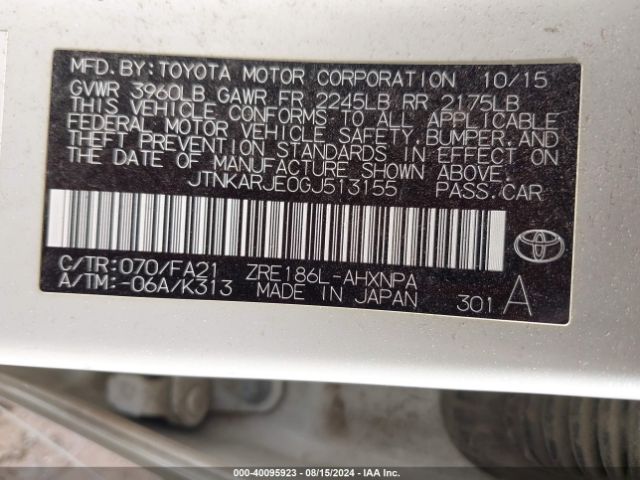 MFD.BY:TOYOTA MOTOR CORPORATION 10/15
GVWR 3960LB GAWR FR 2245LB RR 2175LB
THIS VEHICLE CONFORMS TO ALL APPLICABLE
FEDERAL MOTOR VEHICLE SAFETY, BUMPER, AND
THEFT PREVENTION STANDARDS IN EFFECT ON
THE DATE OF MANUFACTURE SHOWN ABOVE.
JTNKARJE0GJ513155 PASS.CAR
C/TR:070/FA21 ZRE186L-AHXNPA
A/TM:-06A/K313 MADE IN JAPAN 301 A
000-40095923 - 08/15/2024 - IAA Inc.